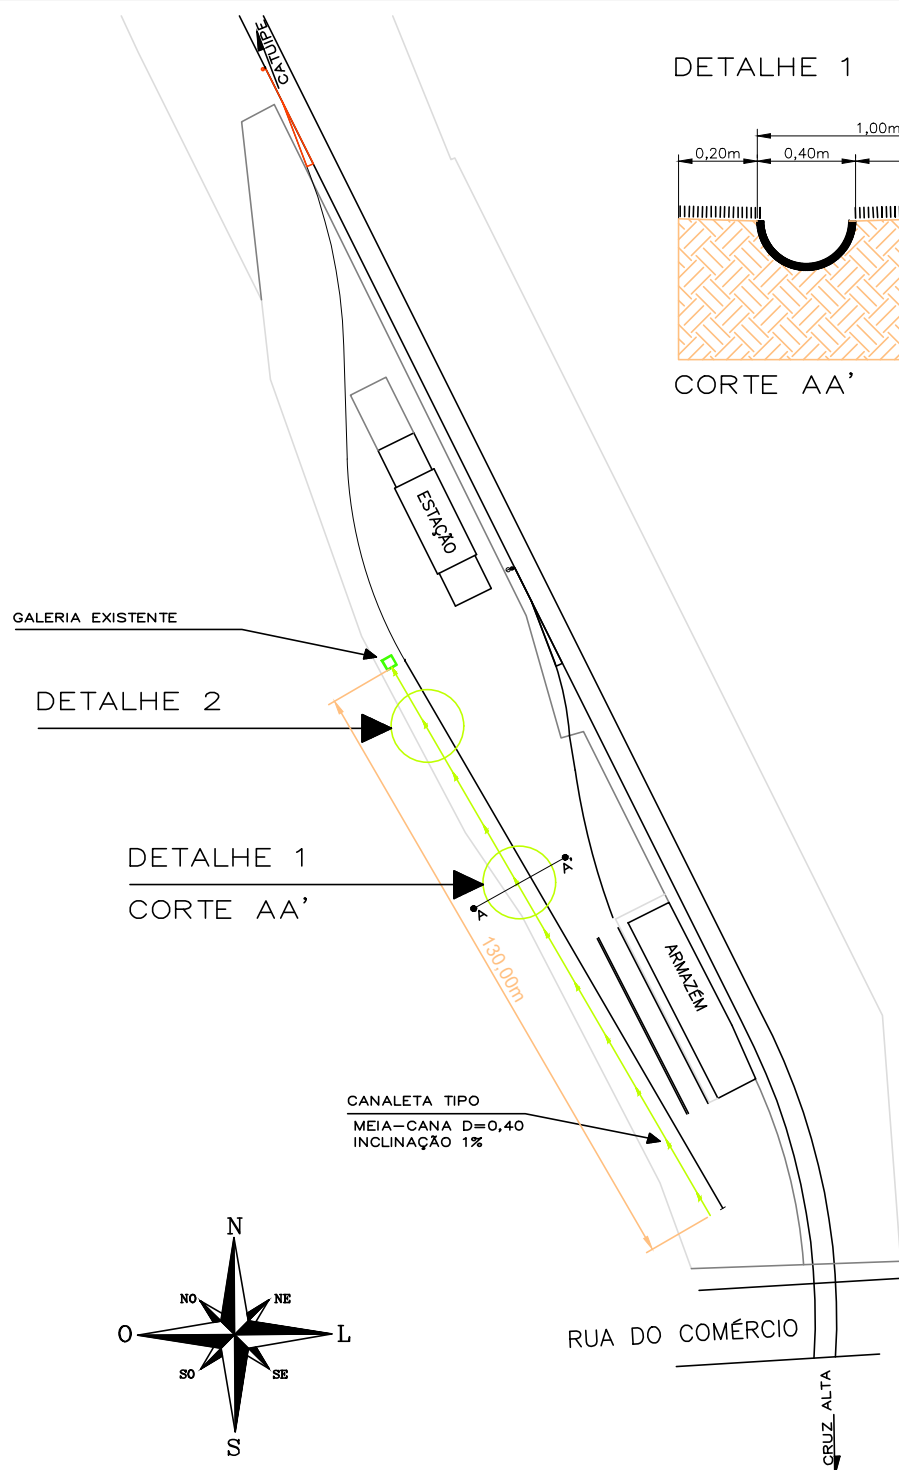 CATUIPE
DETALHE 1
1,00m
0,20m
0,40m
CORTE AA'
ESTAÇÃO
GALERIA EXISTENTE
DETALHE 2
DETALHE 1
CORTE AA'
A'
A
130,00m
ARMAZÉM
CANALETA TIPO
MEIA-CANA D=0,40
INCLINAÇÃO 1%
N
NO
NE
O
L
SO
SE
S
RUA DO COMÉRCIO
CRUZ ALTA